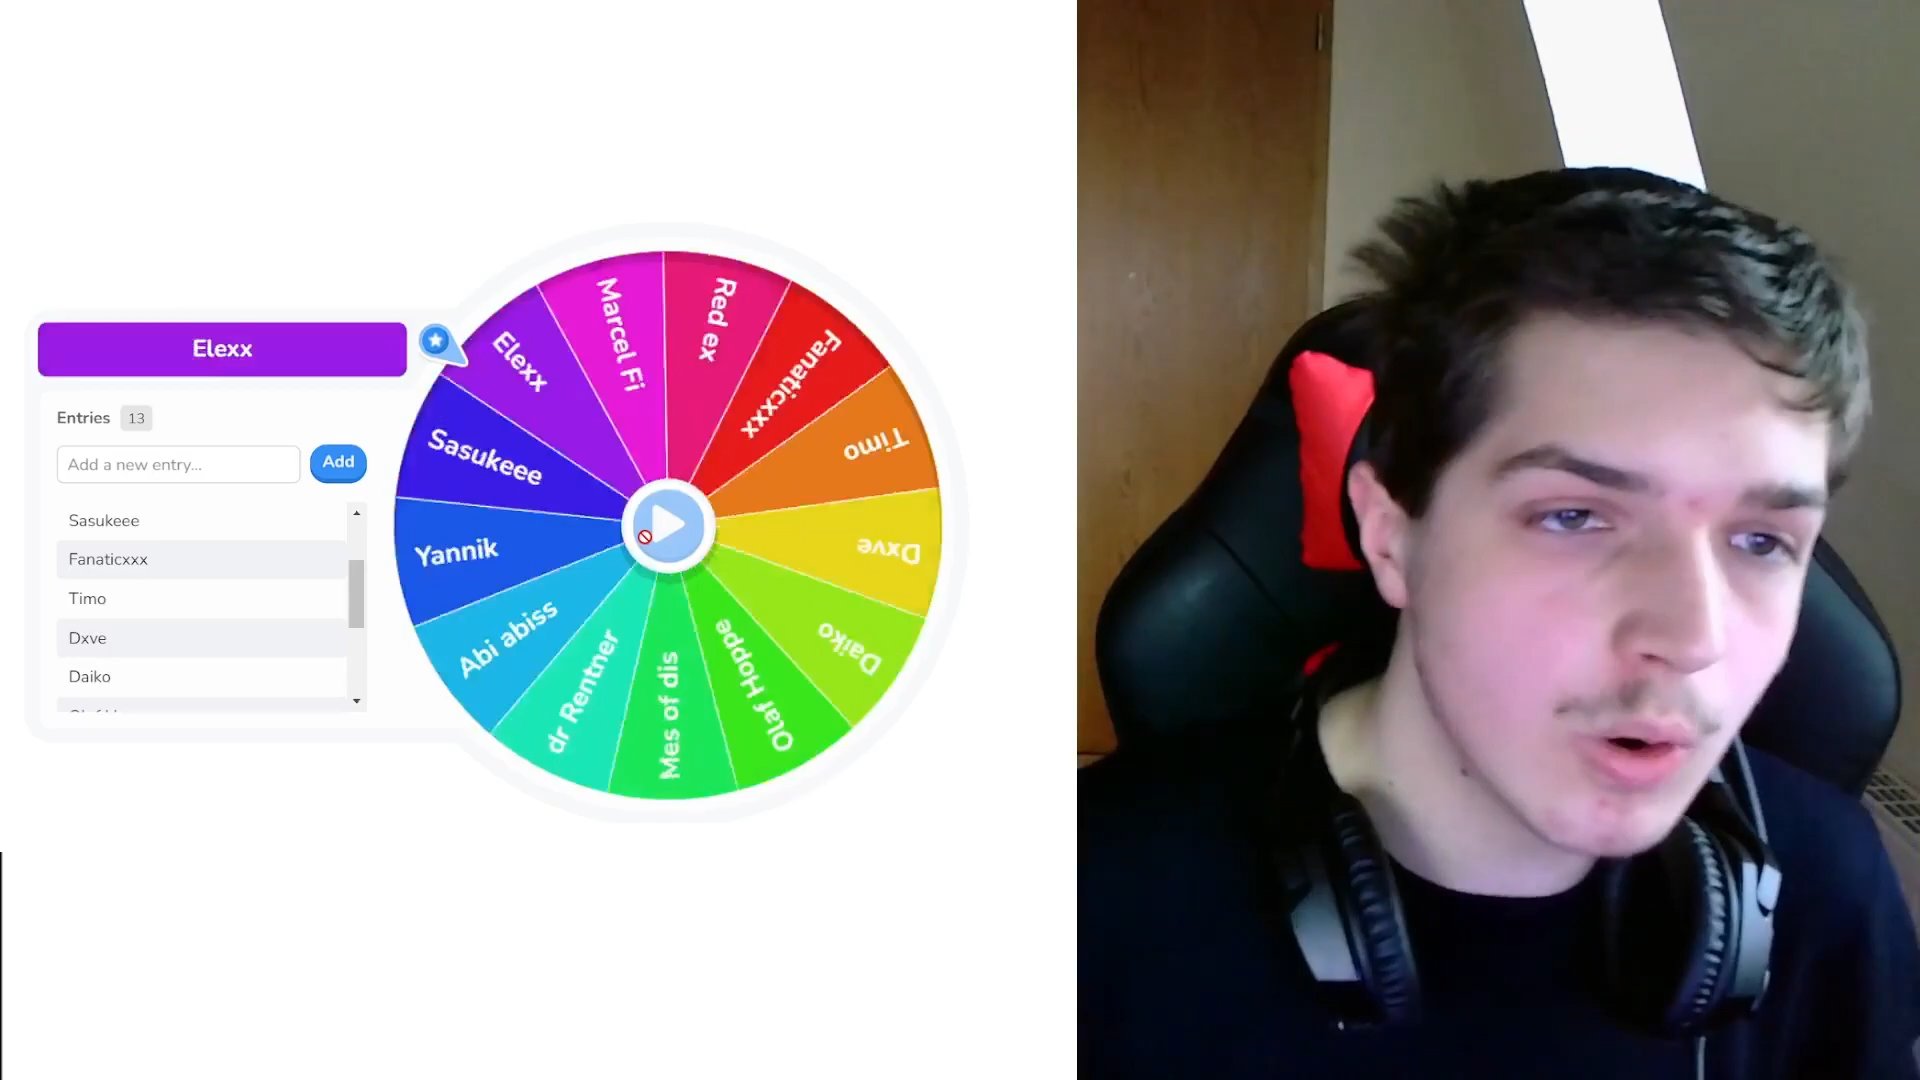 Elexx
Entries 13
Add a new entry...
Add
Sasukeee
Fanaticxxx
Timo
Dxve
Daiko
Elexx
Marcel Fi
Red ex
Fanaticxxx
Timo
Dxve
Daiko
Olaf Hoppe
Mes of dis
dr Rentner
Abi abiss
Yannik
Sasukeee